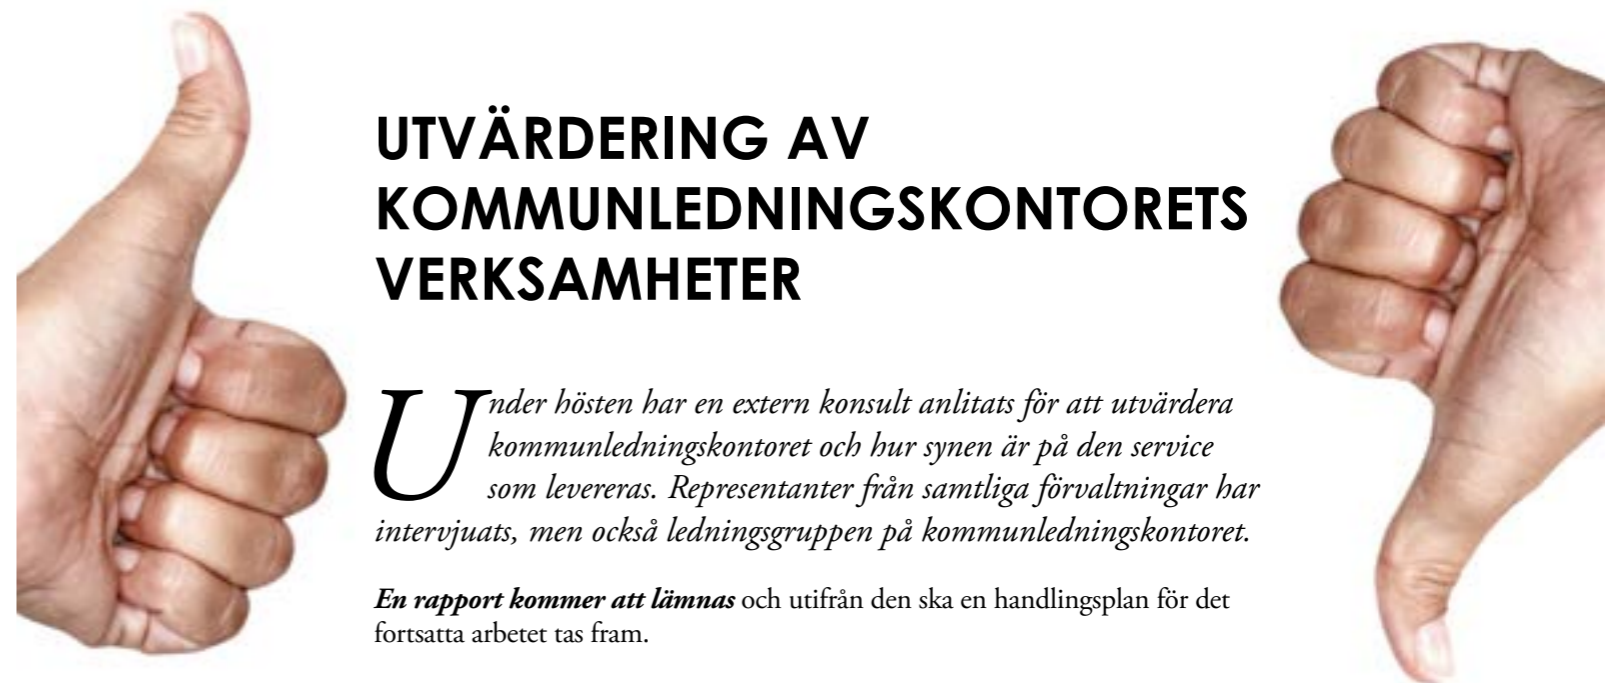 UTVÄRDERING AV
KOMMUNLEDNINGSKONTORETS
VERKSAMHETER
Under hösten har en extern konsult anlitats för att utvärdera
kommunledningskontoret och hur synen är på den service
som levereras. Representanter från samtliga förvaltningar har
intervjuats, men också ledningsgruppen på kommunledningskontoret.
En rapport kommer att lämnas och utifrån den ska en handlingsplan för det
fortsatta arbetet tas fram.